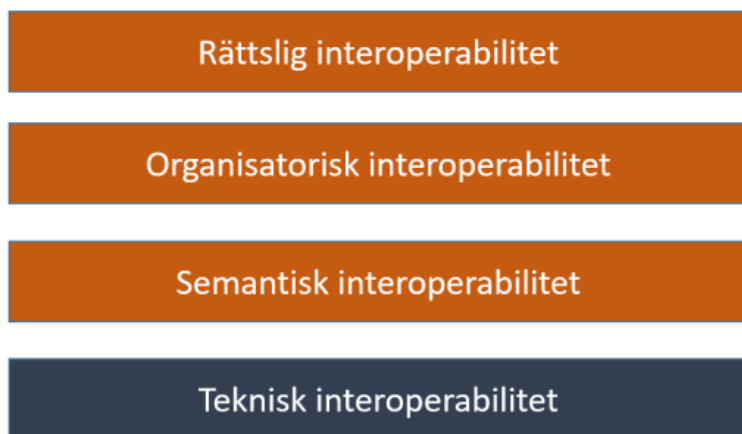 Rättslig interoperabilitet
Organisatorisk interoperabilitet
Semantisk interoperabilitet
Teknisk interoperabilitet